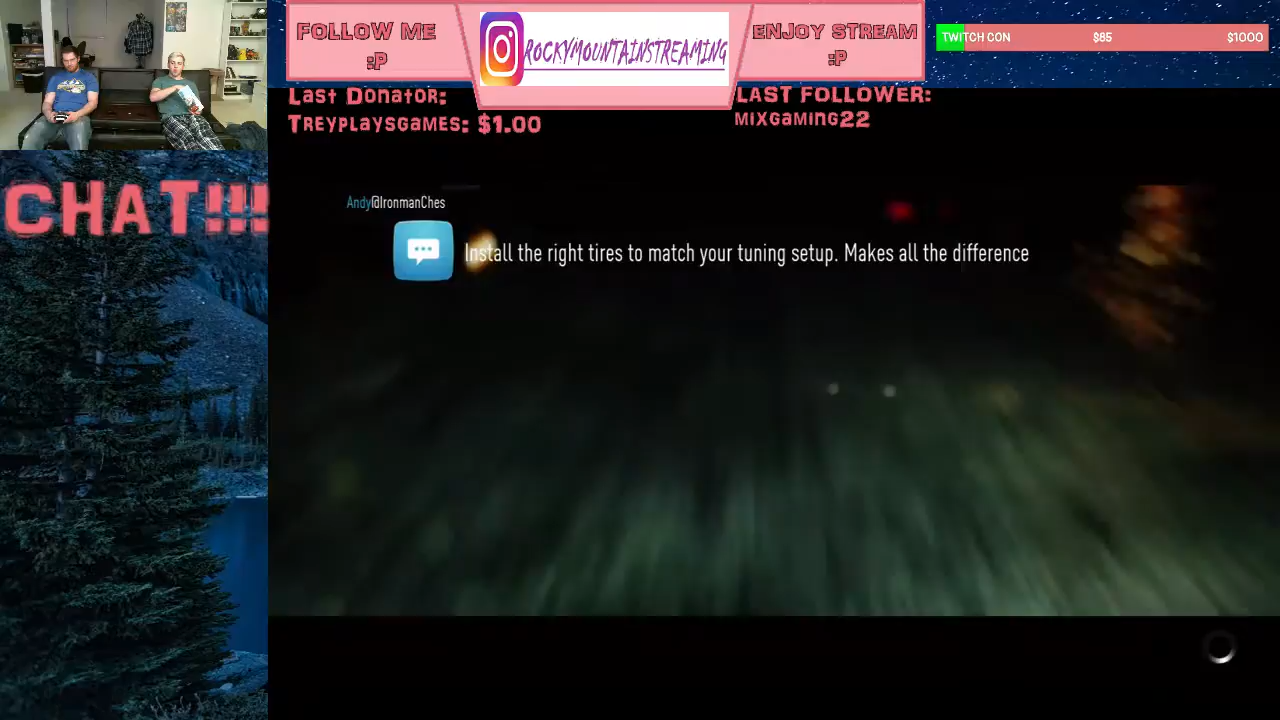 FOLLOW ME
:P
ROCKYMOUNTAINSTREAMING
ENJOY STREAM
:P
TWITCH CON $85 $1000
Last Donator:
Treyplaysgames: $1.00
LAST FOLLOWER:
mixgaming22
CHAT!!!
Andy@IronmanChes
Install the right tires to match your tuning setup. Makes all the difference